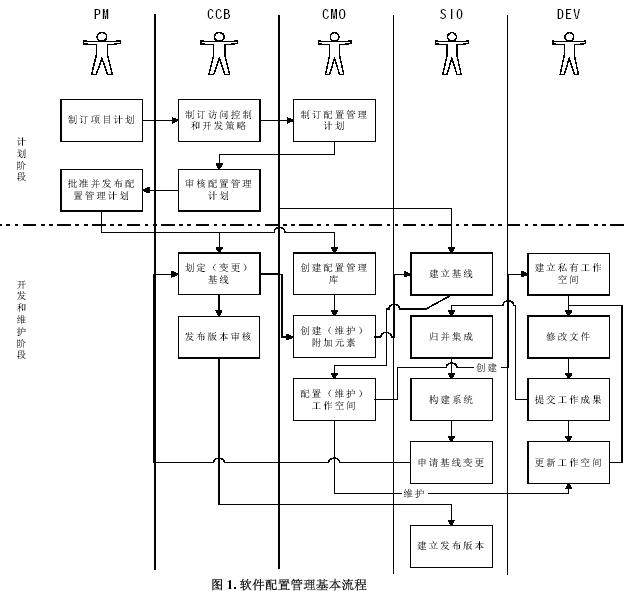 PM CCB CMO SIO DEV
计划阶段
制订项目计划
制订访问控制
和开发策略
制订配置管理
计划
批准并发布配
置管理计划
审核配置管理
计划
开发和维护阶段
划定（变更）
基线
创建配置管理
库
建立基线
建立私有工作
空间
发布版本审核
创建（维护）
附加元素
归并集成
修改文件
创建
配置（维护）
工作空间
构建系统
提交工作成果
申请基线变更
更新工作空间
维护
建立发布版本
图1.软件配置管理基本流程